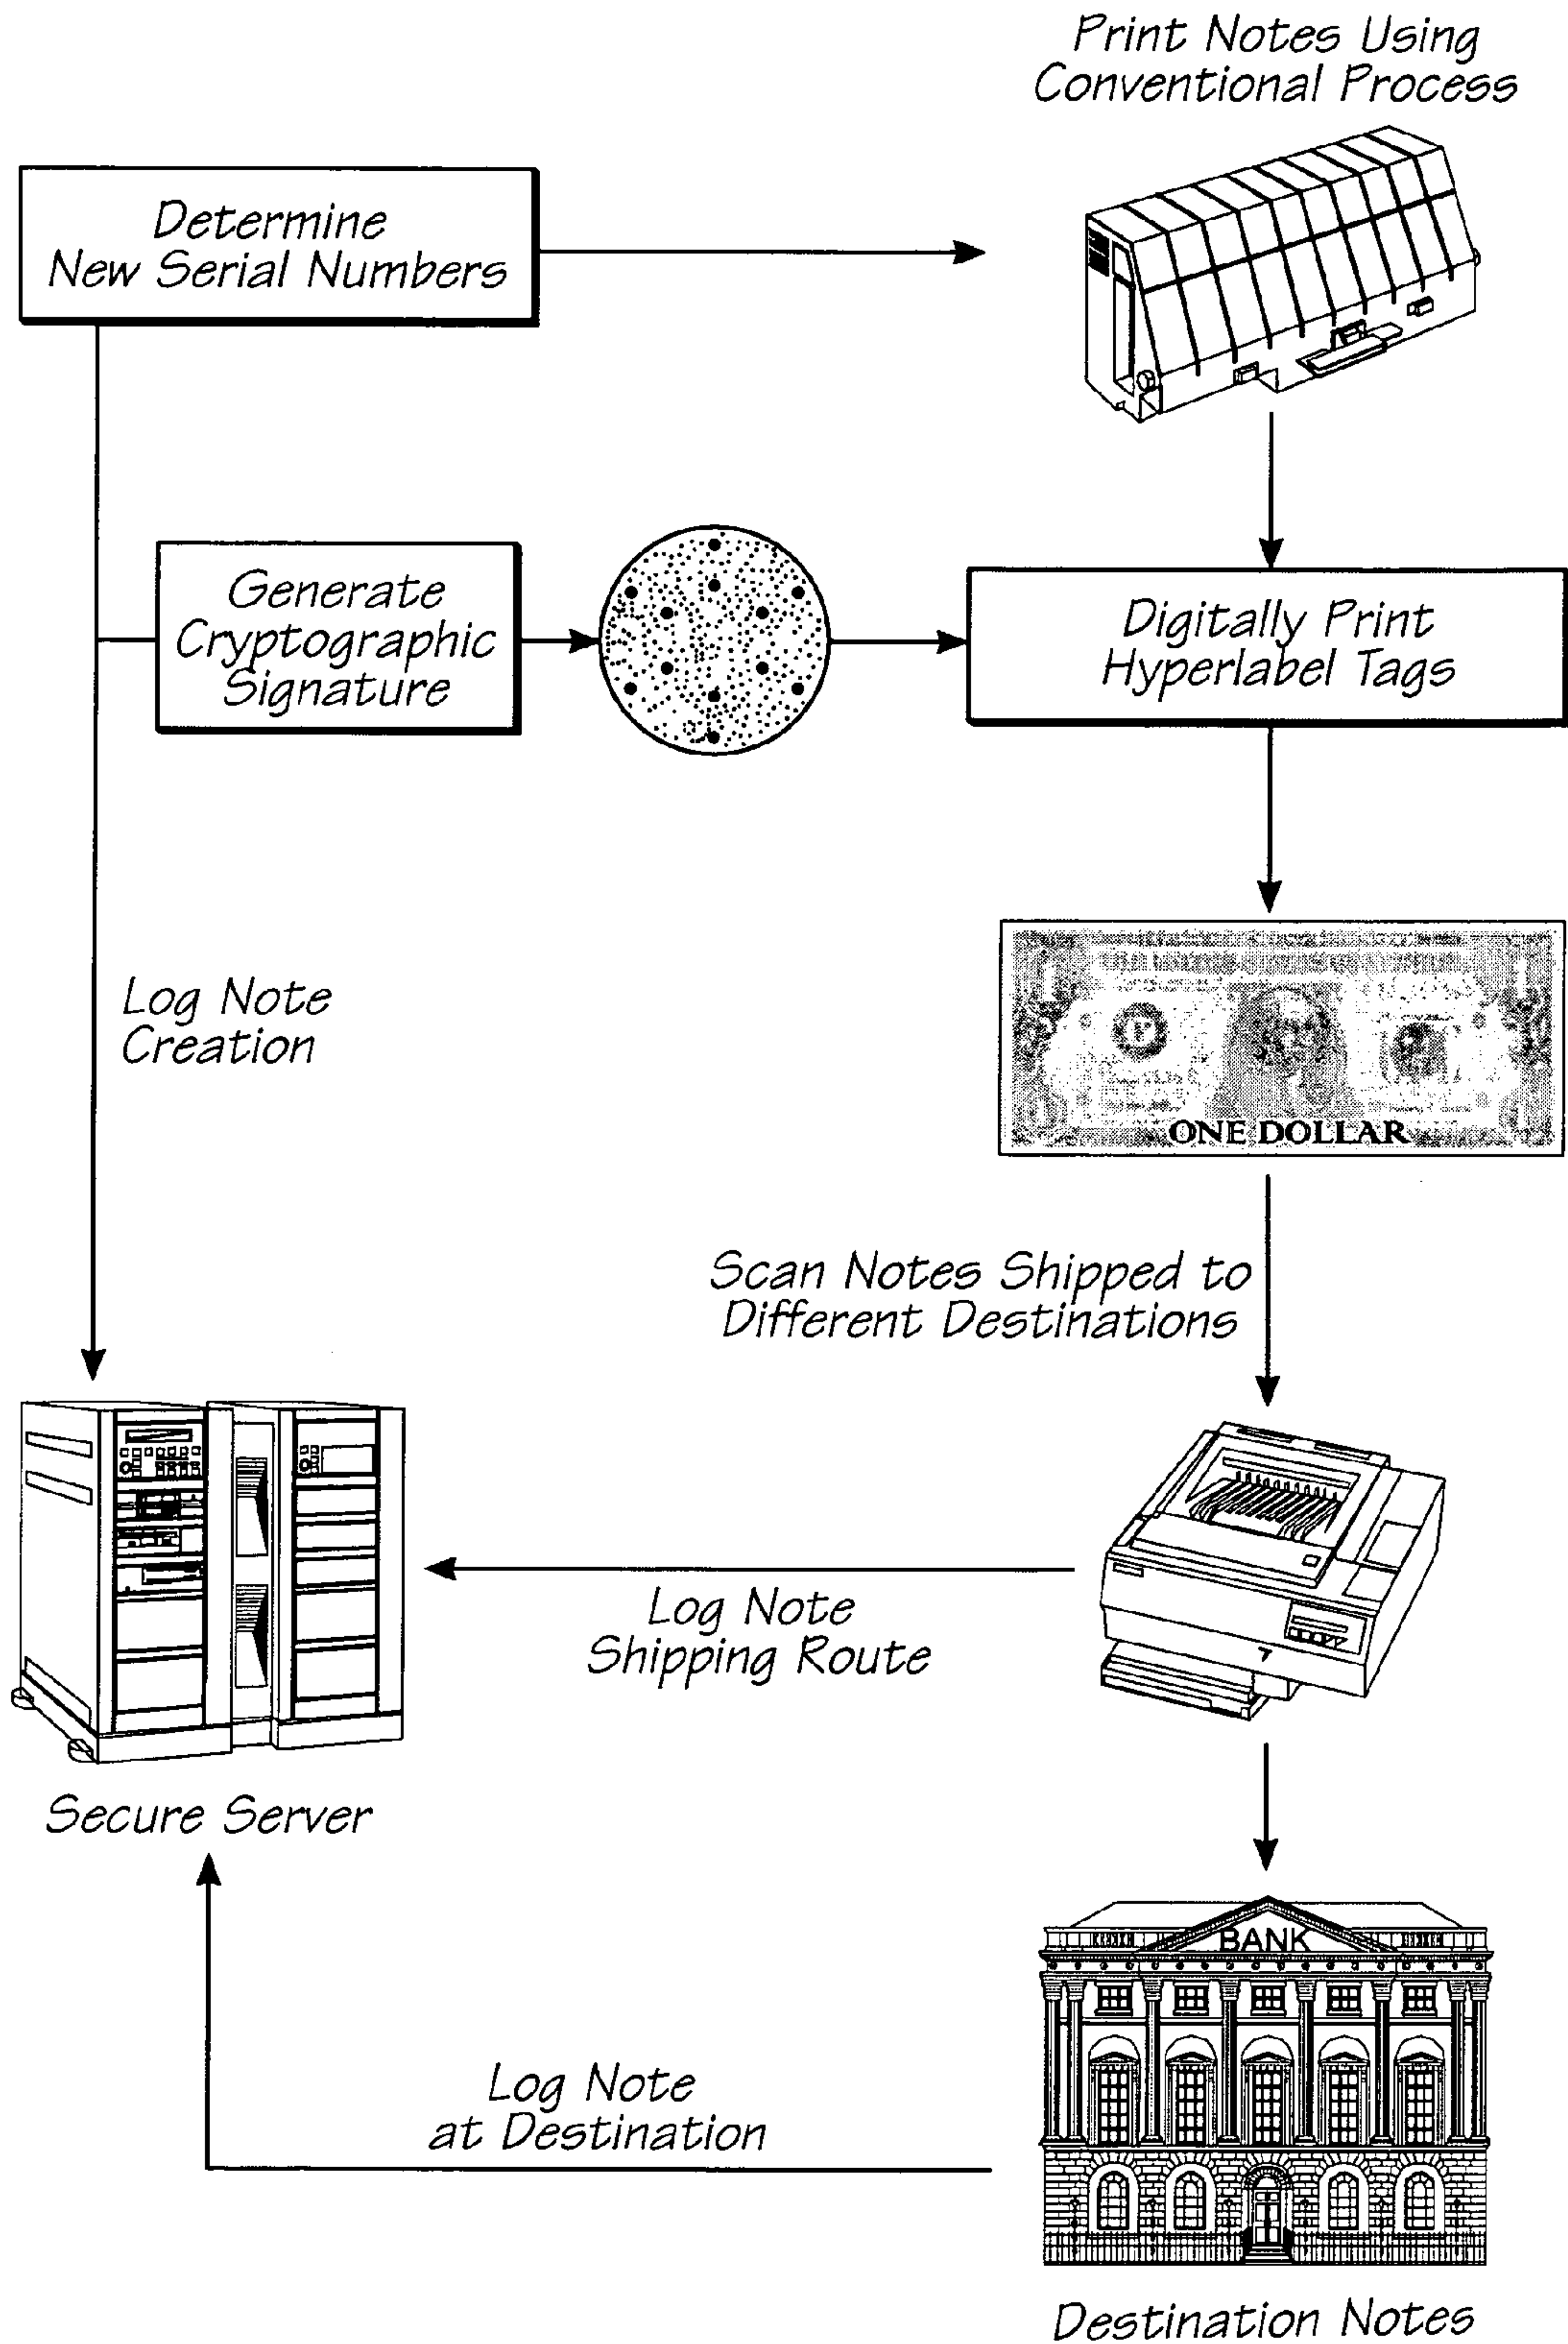 Print Notes Using
Conventional Process
Determine
New Serial Numbers
Generate
Cryptographic
Signature
Digitally Print
Hyperlabel Tags
Log Note
Creation
ONE DOLLAR
Scan Notes Shipped to
Different Destinations
Log Note
Shipping Route
Secure Server
BANK
Log Note
at Destination
Destination Notes